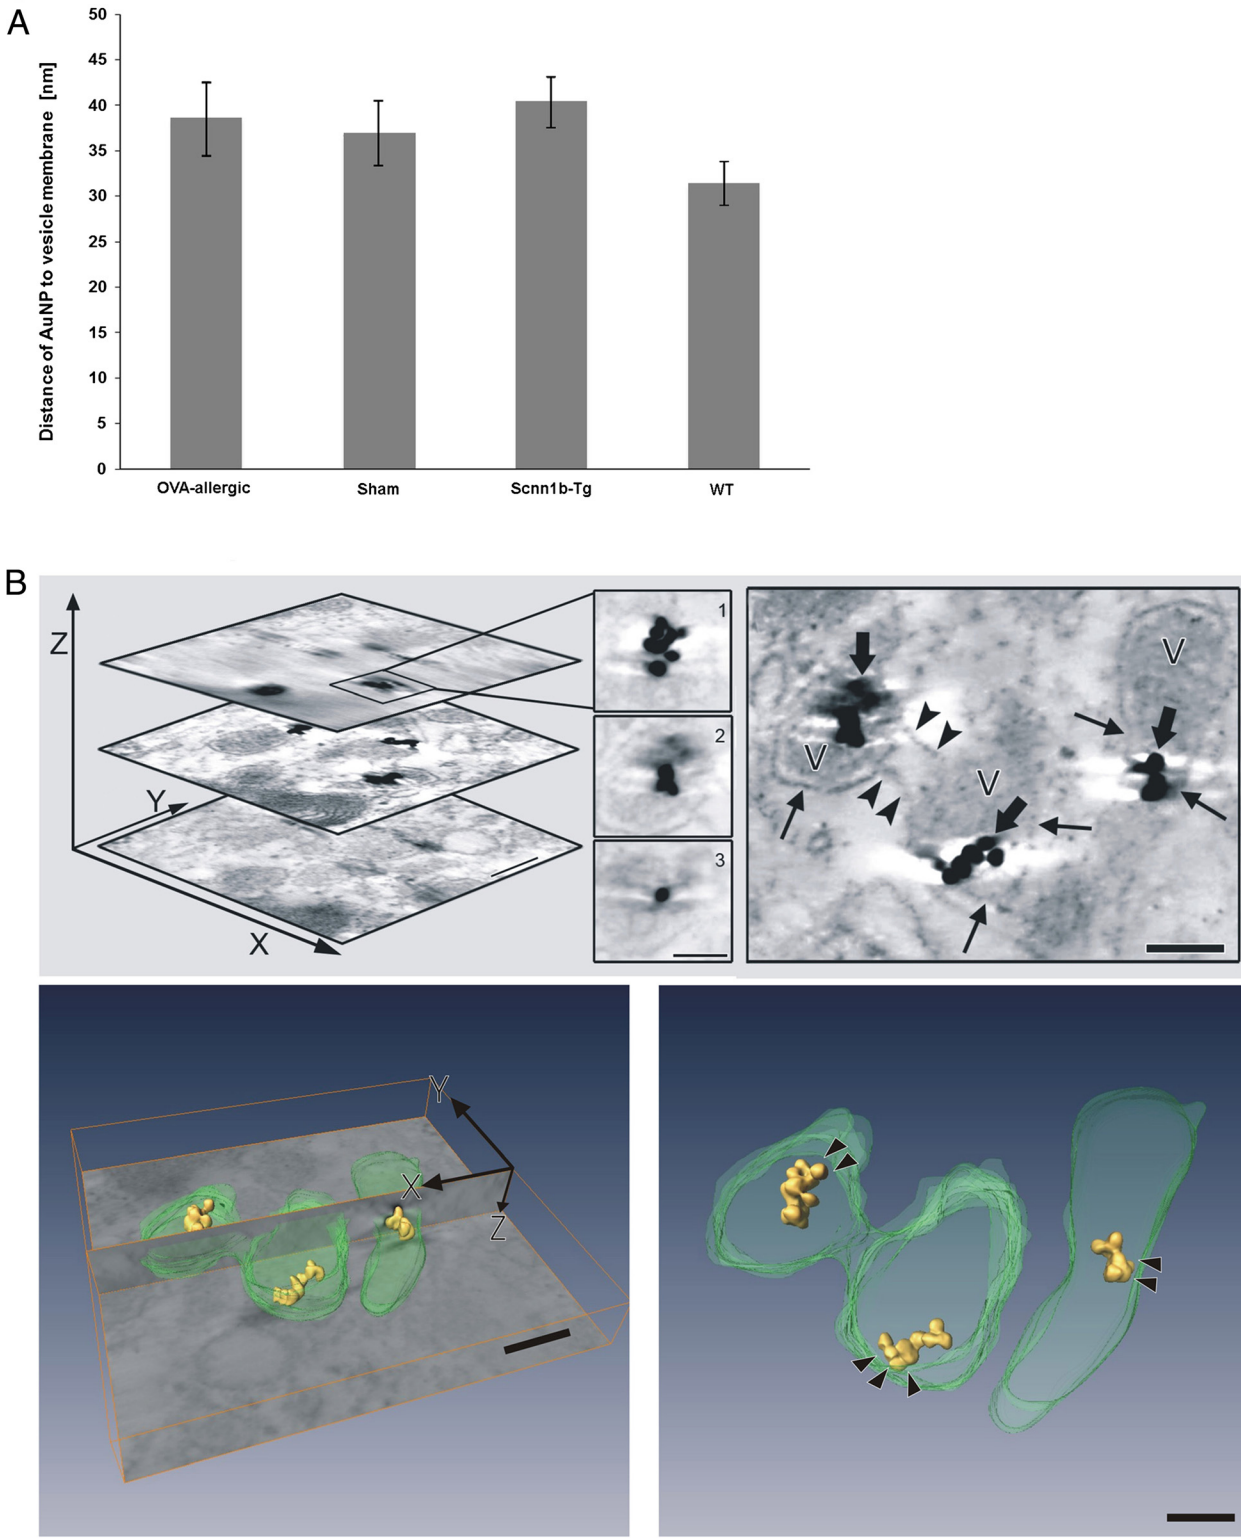 A
Distance of AuNP to vesicle membrane [nm]
50
45
40
35
30
25
20
15
10
5
0
OVA-allergic Sham Scnn1b-Tg WT
B
Z
Y
X
1
2
3
V
V
V
Y
X
Z